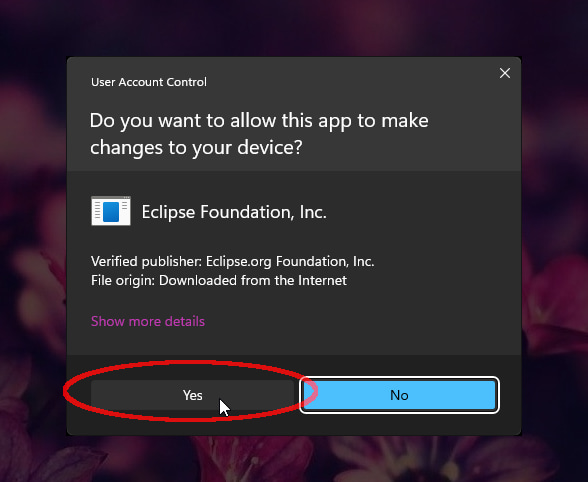 User Account Control
Do you want to allow this app to make
changes to your device?
Eclipse Foundation, Inc.
Verified publisher: Eclipse.org Foundation, Inc.
File origin: Downloaded from the Internet
Show more details
Yes
No